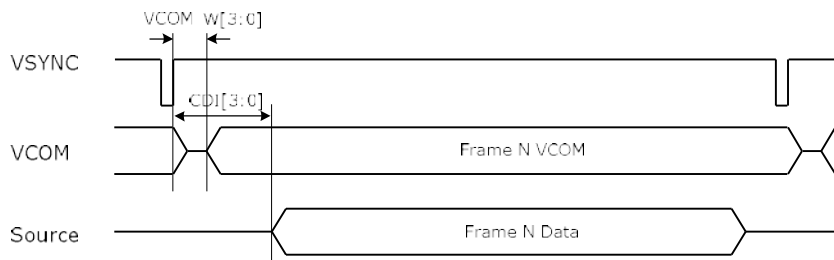 VCOM W[3:0]
VSYNC
CDI[3:0]
VCOM
Frame N VCOM
Source
Frame N Data